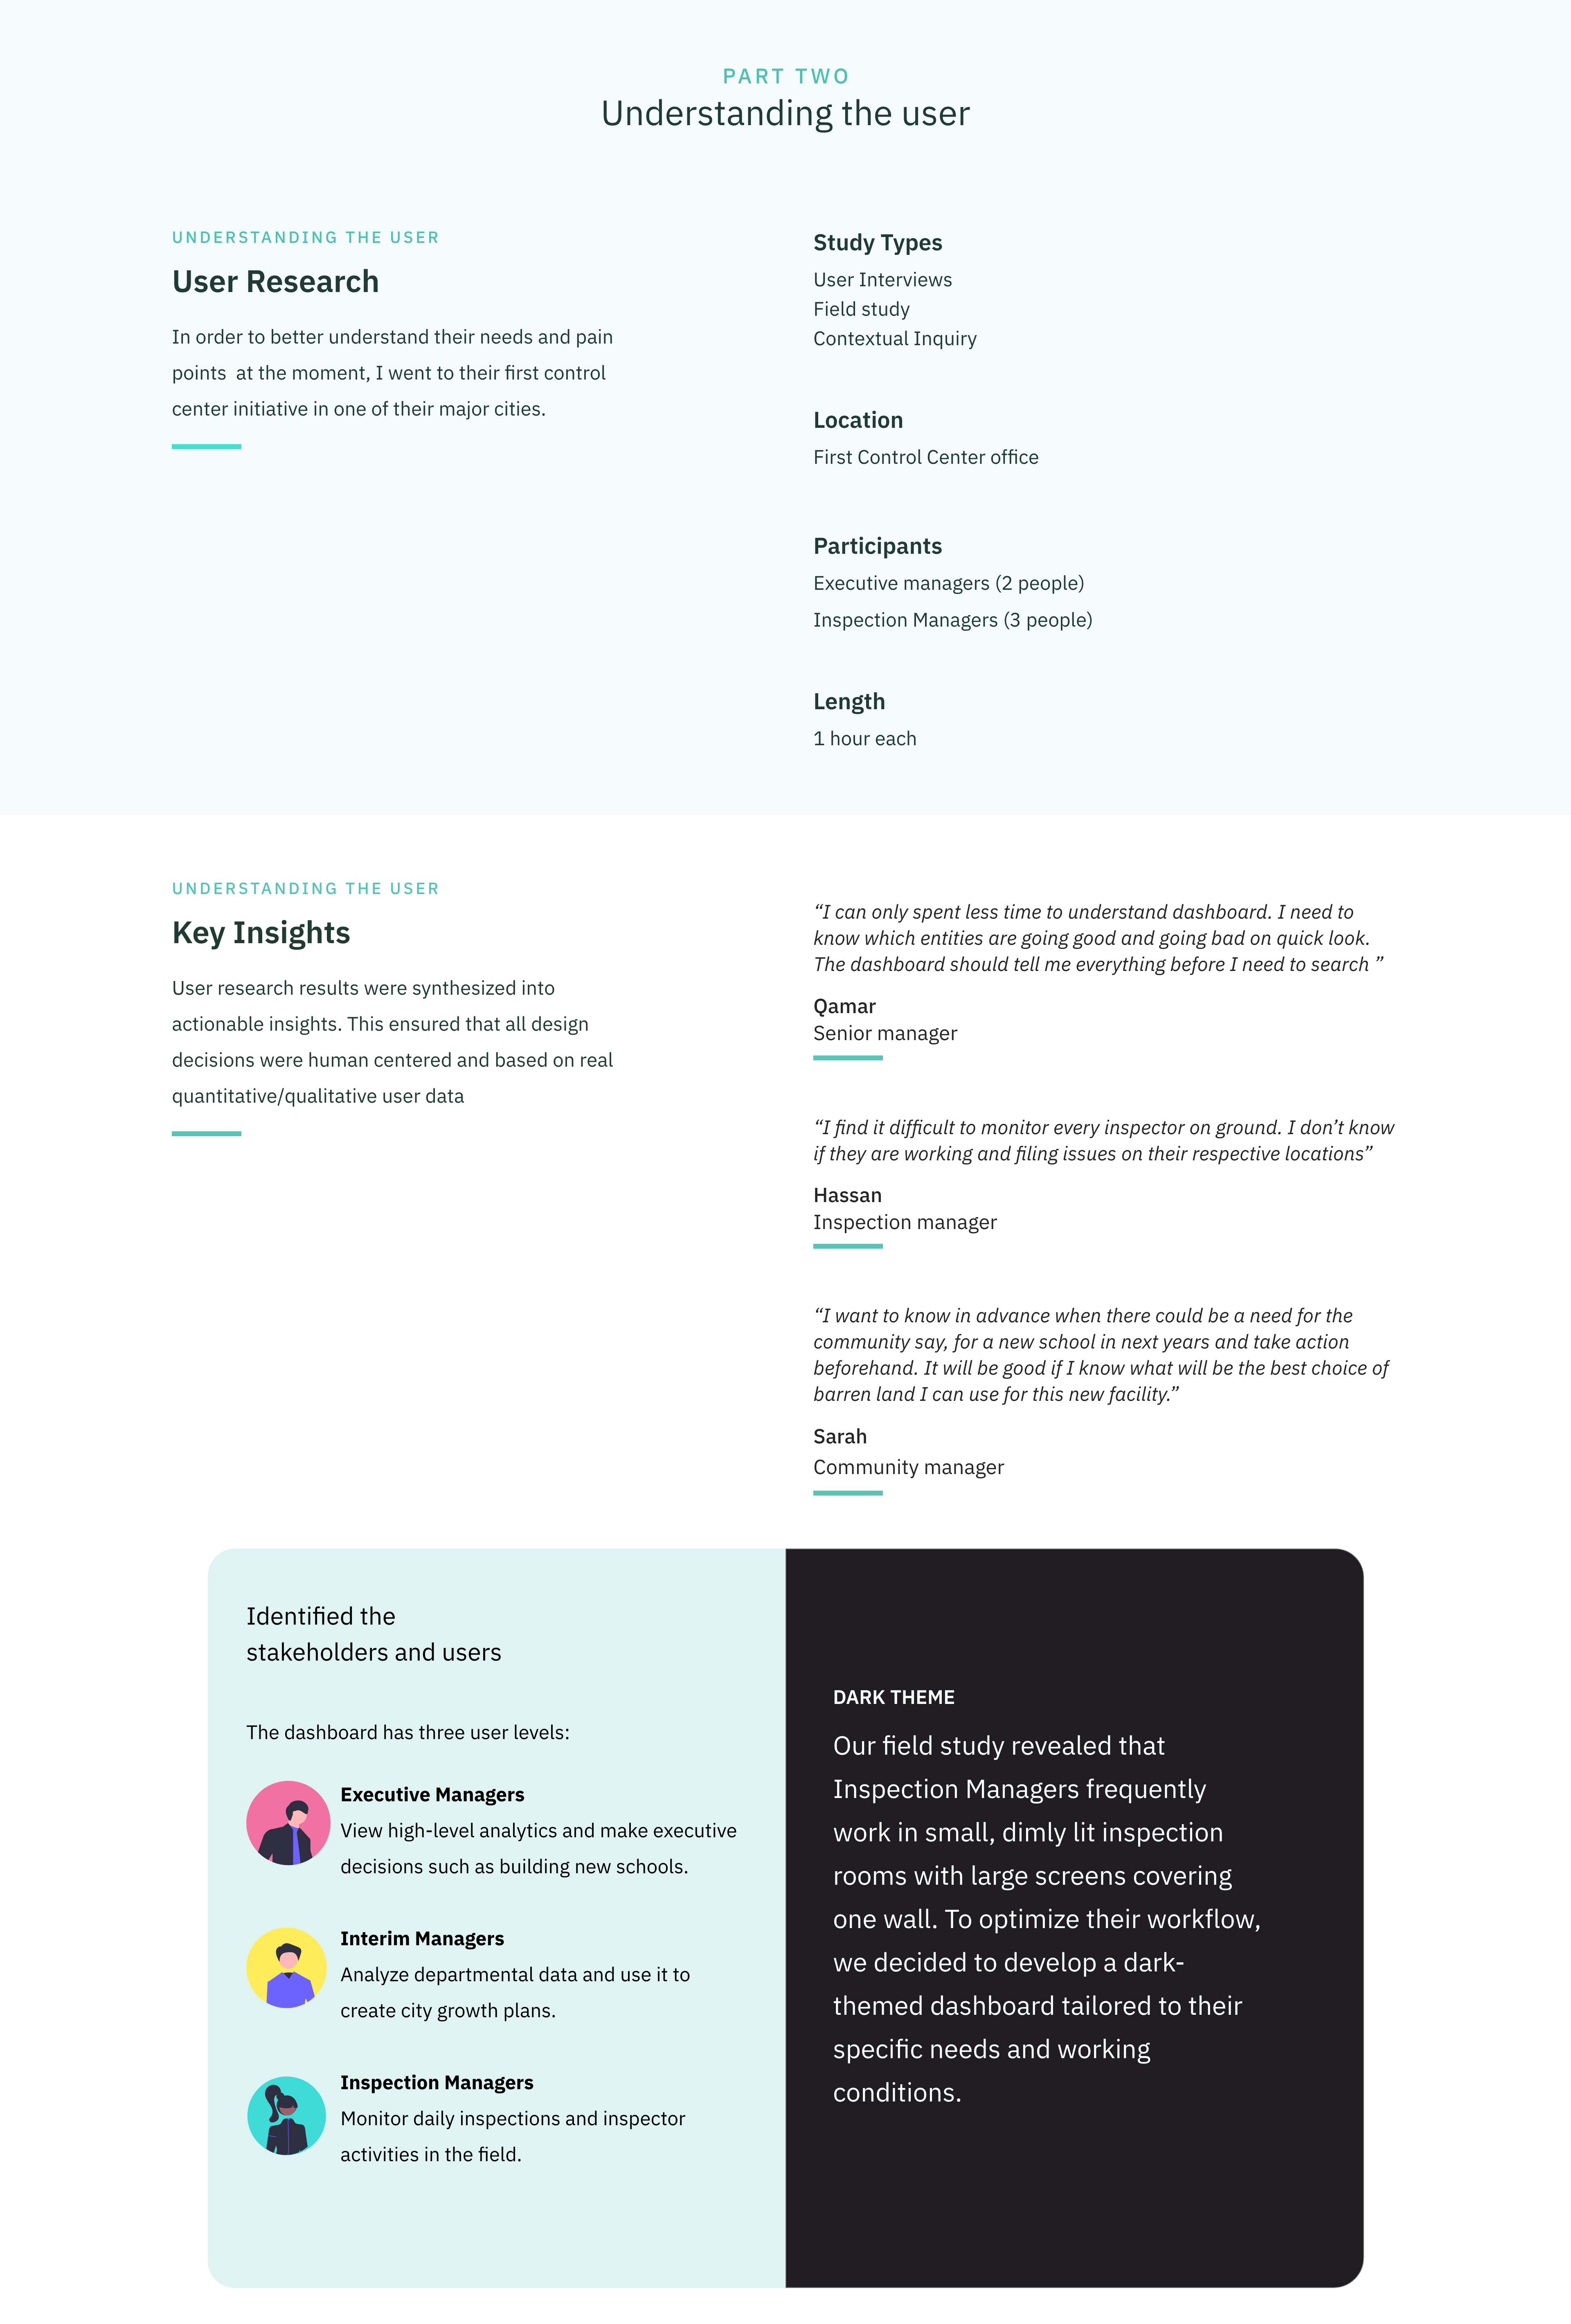 PART TWO
Understanding the user
UNDERSTANDING THE USER
User Research
In order to better understand their needs and pain
points  at the moment, I went to their first control
center initiative in one of their major cities.
Study Types
User Interviews
Field study
Contextual Inquiry
Location
First Control Center office
Participants
Executive managers (2 people)
Inspection Managers (3 people)
Length
1 hour each
UNDERSTANDING THE USER
Key Insights
User research results were synthesized into
actionable insights. This ensured that all design
decisions were human centered and based on real
quantitative/qualitative user data
“I can only spent less time to understand dashboard. I need to
know which entities are going good and going bad on quick look.
The dashboard should tell me everything before I need to search ”
Qamar
Senior manager
“I find it difficult to monitor every inspector on ground. I don’t know
if they are working and filing issues on their respective locations”
Hassan
Inspection manager
“I want to know in advance when there could be a need for the
community say, for a new school in next years and take action
beforehand. It will be good if I know what will be the best choice of
barren land I can use for this new facility.”
Sarah
Community manager
Identified the
stakeholders and users
The dashboard has three user levels:
Executive Managers
View high-level analytics and make executive
decisions such as building new schools.
Interim Managers
Analyze departmental data and use it to
create city growth plans.
Inspection Managers
Monitor daily inspections and inspector
activities in the field.
DARK THEME
Our field study revealed that
Inspection Managers frequently
work in small, dimly lit inspection
rooms with large screens covering
one wall. To optimize their workflow,
we decided to develop a dark-
themed dashboard tailored to their
specific needs and working
conditions.